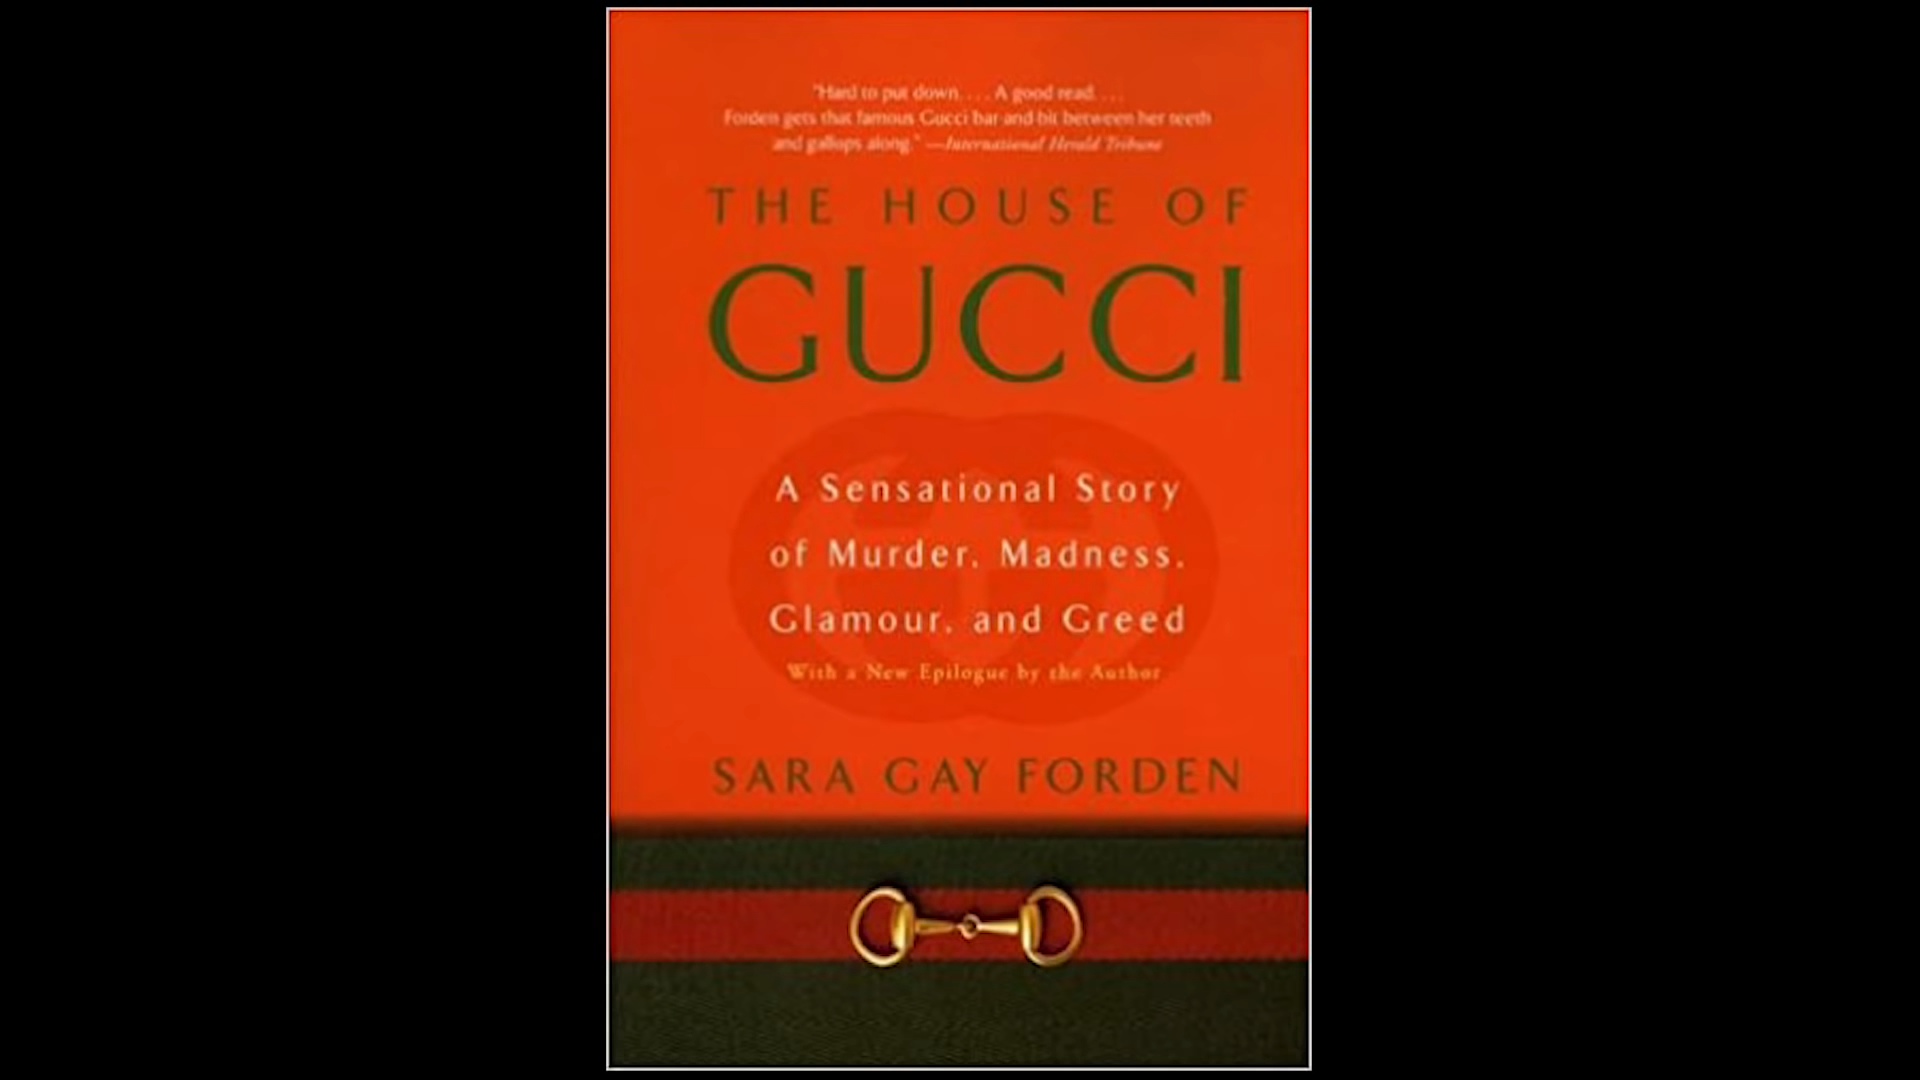 "Hard to put down.... A good read....
Forden gets that famous Gucci bar and bit between her teeth
and gallops along." —International Herald Tribune
THE HOUSE OF
GUCCI
A Sensational Story
of Murder, Madness,
Glamour, and Greed
With a New Epilogue by the Author
SARA GAY FORDEN